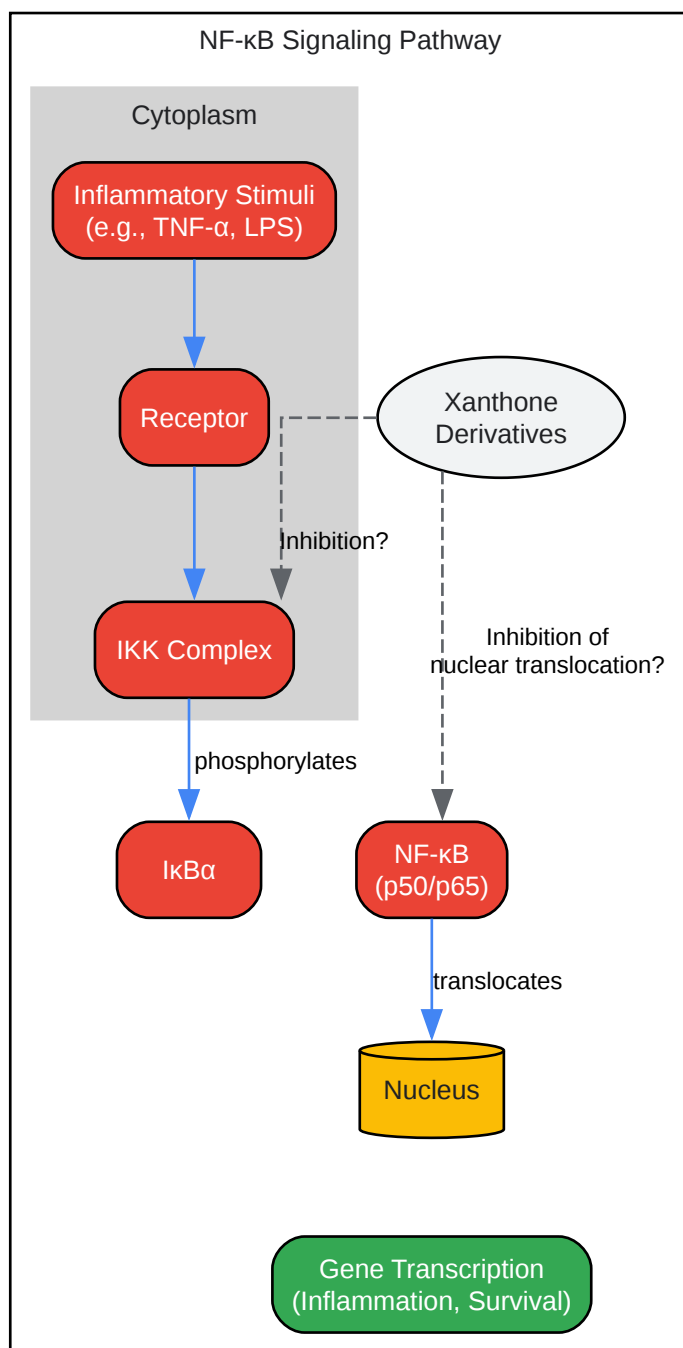 NF-κB Signaling Pathway
Cytoplasm
Inflammatory Stimuli
(e.g., TNF-α, LPS)
Receptor
Xanthone
Derivatives
Inhibition?
IKK Complex
Inhibition of
nuclear translocation?
phosphorylates
IκBα
NF-κB
(p50/p65)
translocates
Nucleus
Gene Transcription
(Inflammation, Survival)